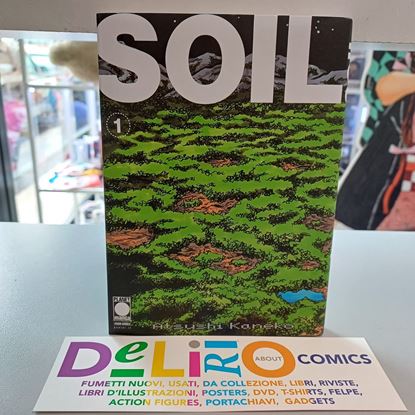 SOIL
1
Atsushi Kaneko
DELIRIO ABOUT COMICS
FUMETTI NUOVI, USATI, DA COLLEZIONE, LIBRI, RIVISTE,
LIBRI D'ILLUSTRAZIONI, POSTERS, DVD, T-SHIRTS, FELPE,
ACTION FIGURES, PORTACHIAVI, GADGETS